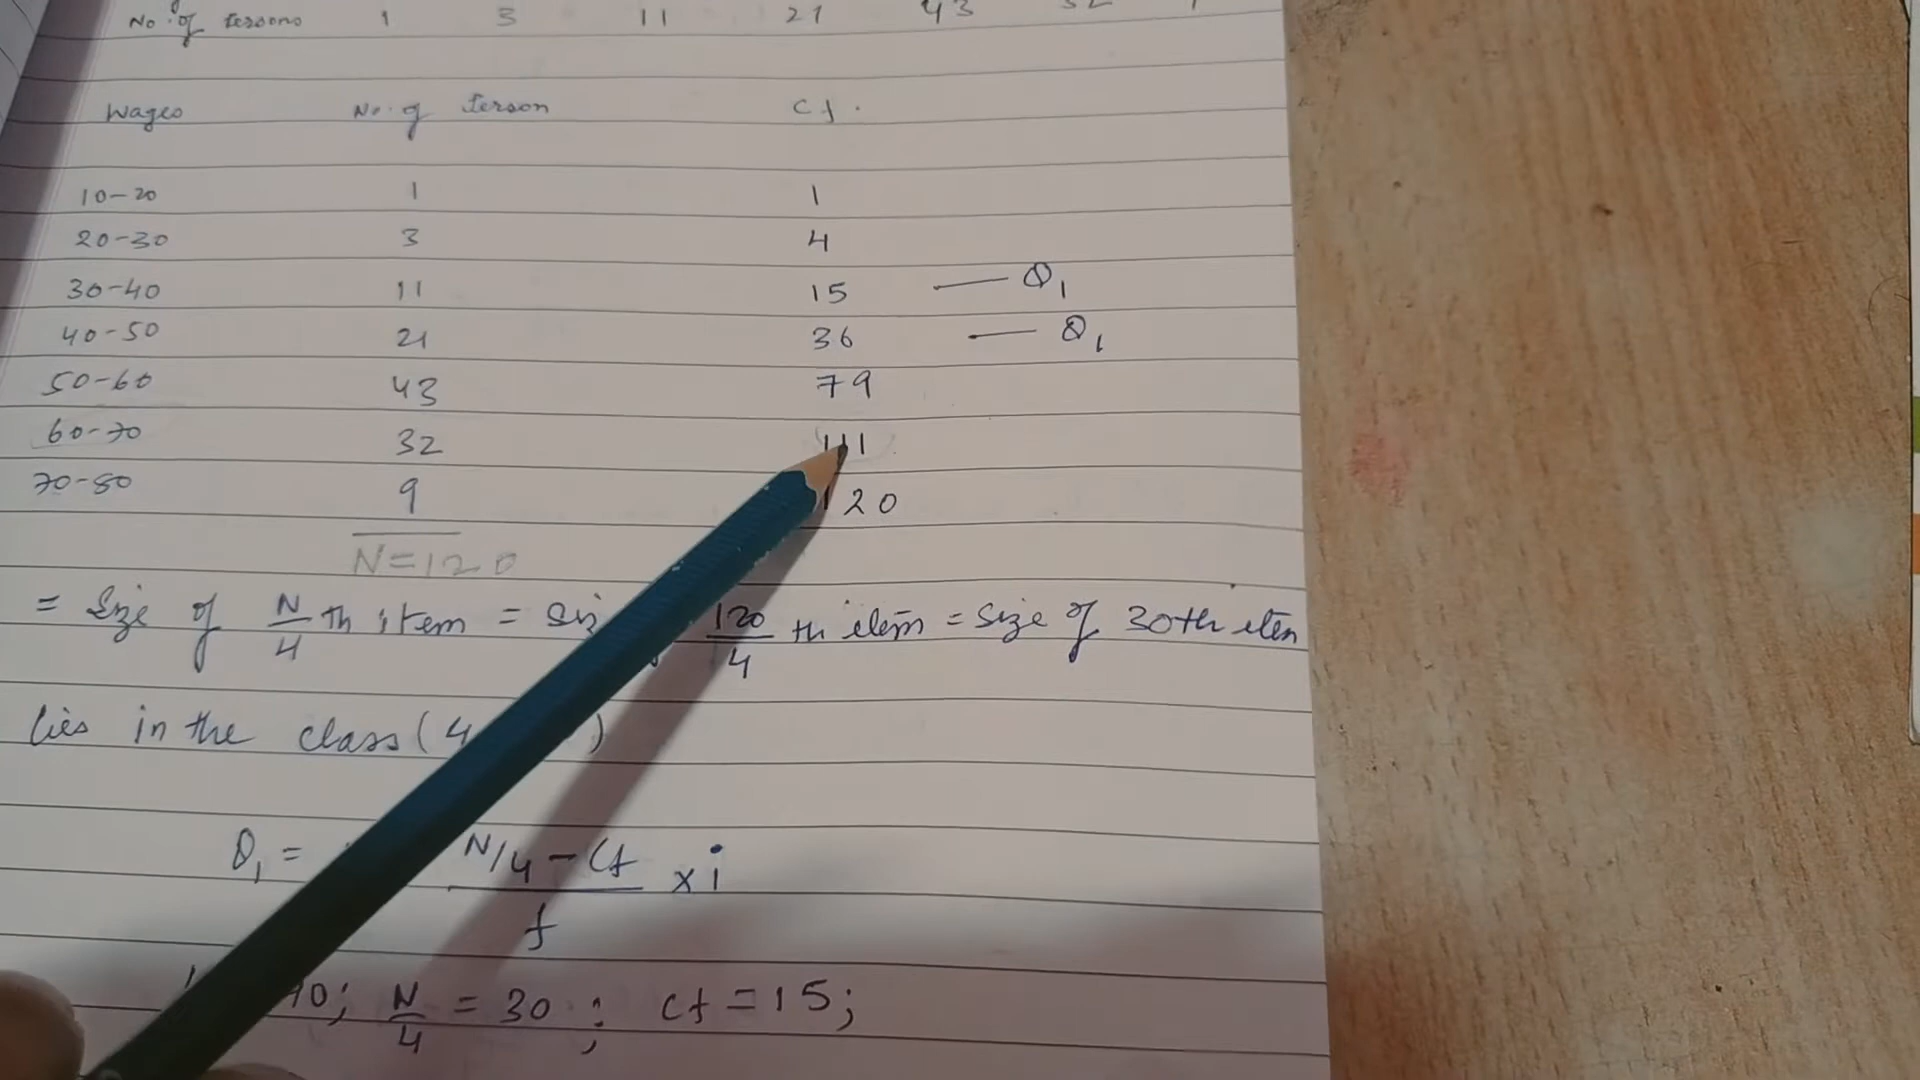 No. of Persons 1 3 11 21 43 32
Wages No. of Person Cf.
10-20 1 1
20-30 3 4
30-40 11 15 — Q1
40-50 21 36 — Q1
50-60 43 79
60-70 32 111
70-80 9 120
N=120
= Size of N/4 th item = Siz 120/4 th item = Size of 30th item
lies in the class (4 )
Q1 = N/4 - Cf / f × i
40; N/4 = 30 ; Cf = 15;